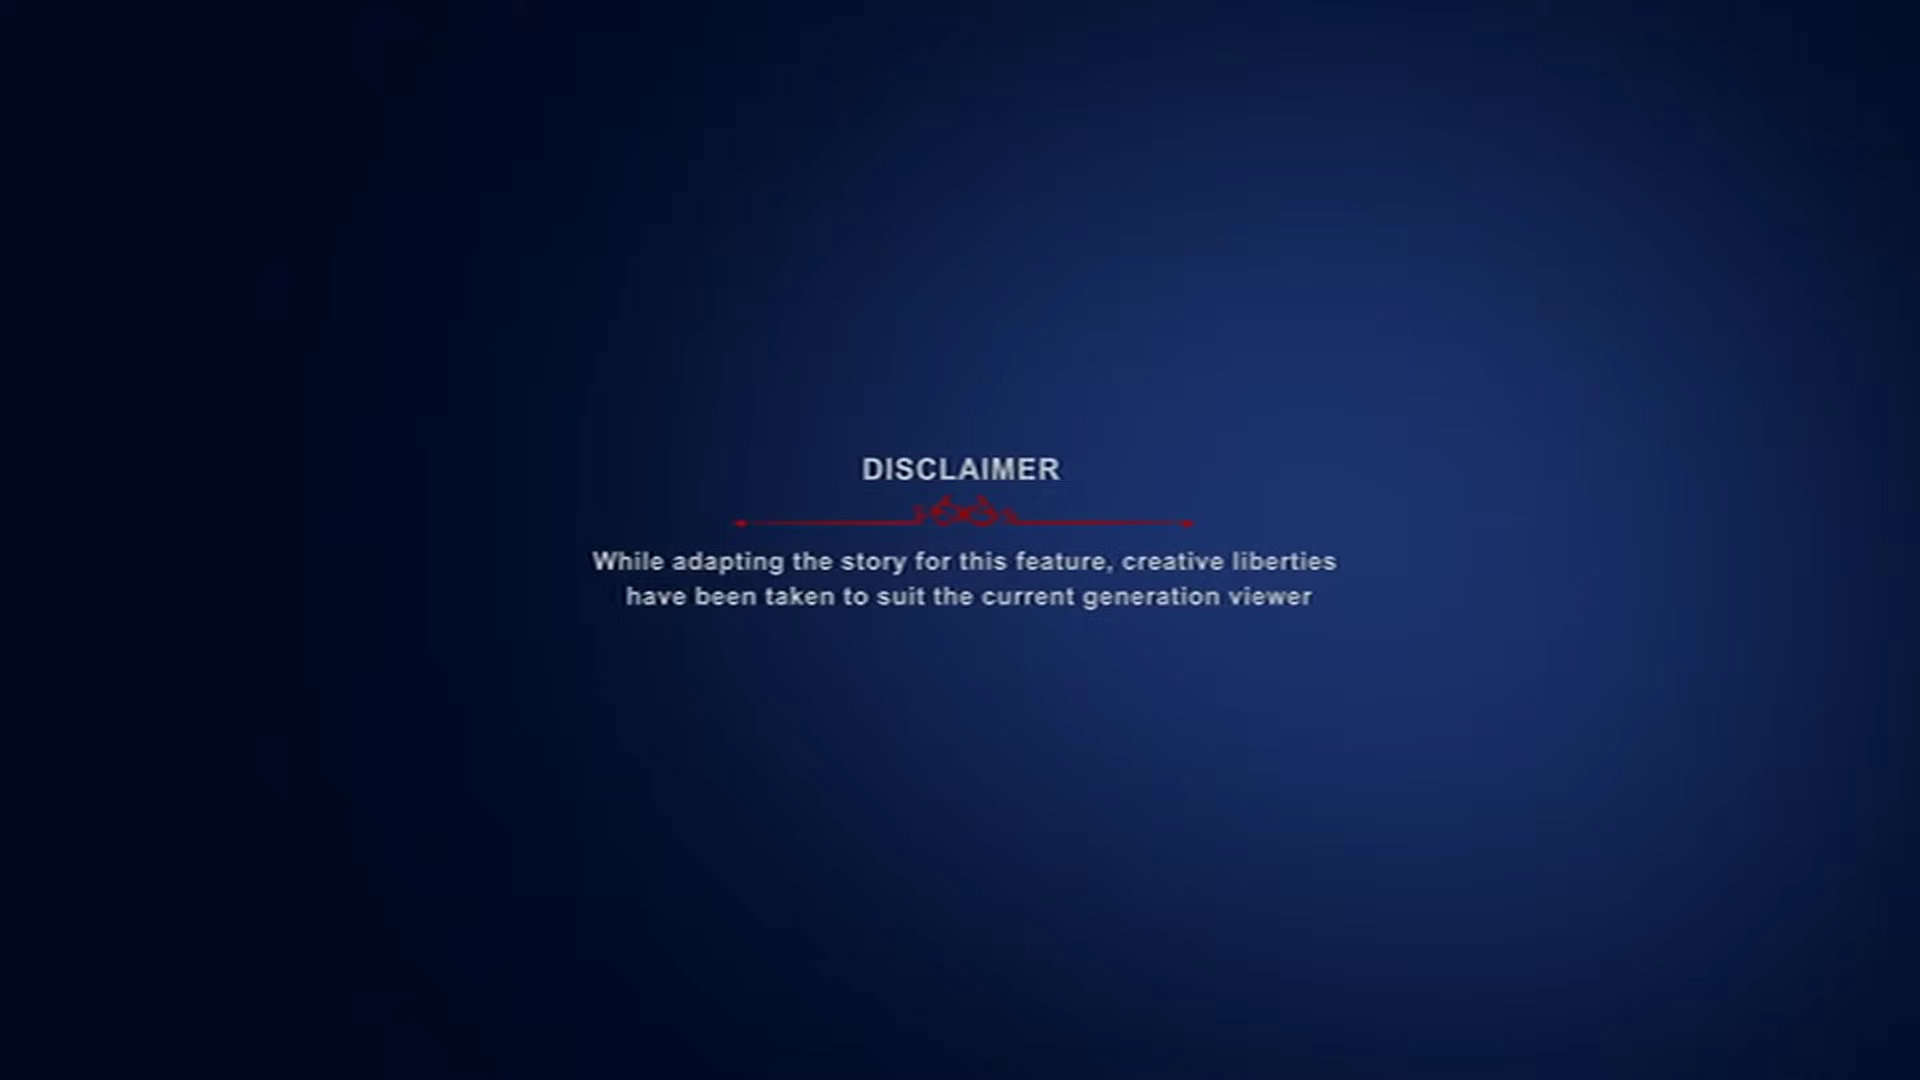 DISCLAIMER
While adapting the story for this feature, creative liberties
have been taken to suit the current generation viewer